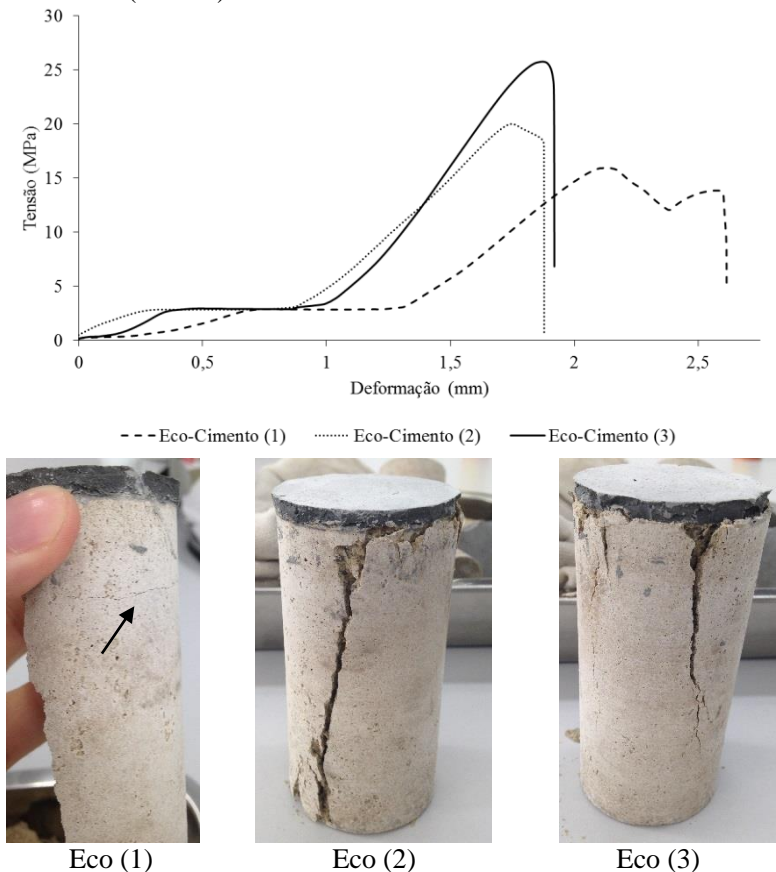 30
25
20
15
10
5
0
Tensão (MPa)
0 0,5 1 1,5 2 2,5
Deformação (mm)
Eco-Cimento (1) Eco-Cimento (2) Eco-Cimento (3)
Eco (1) Eco (2) Eco (3)